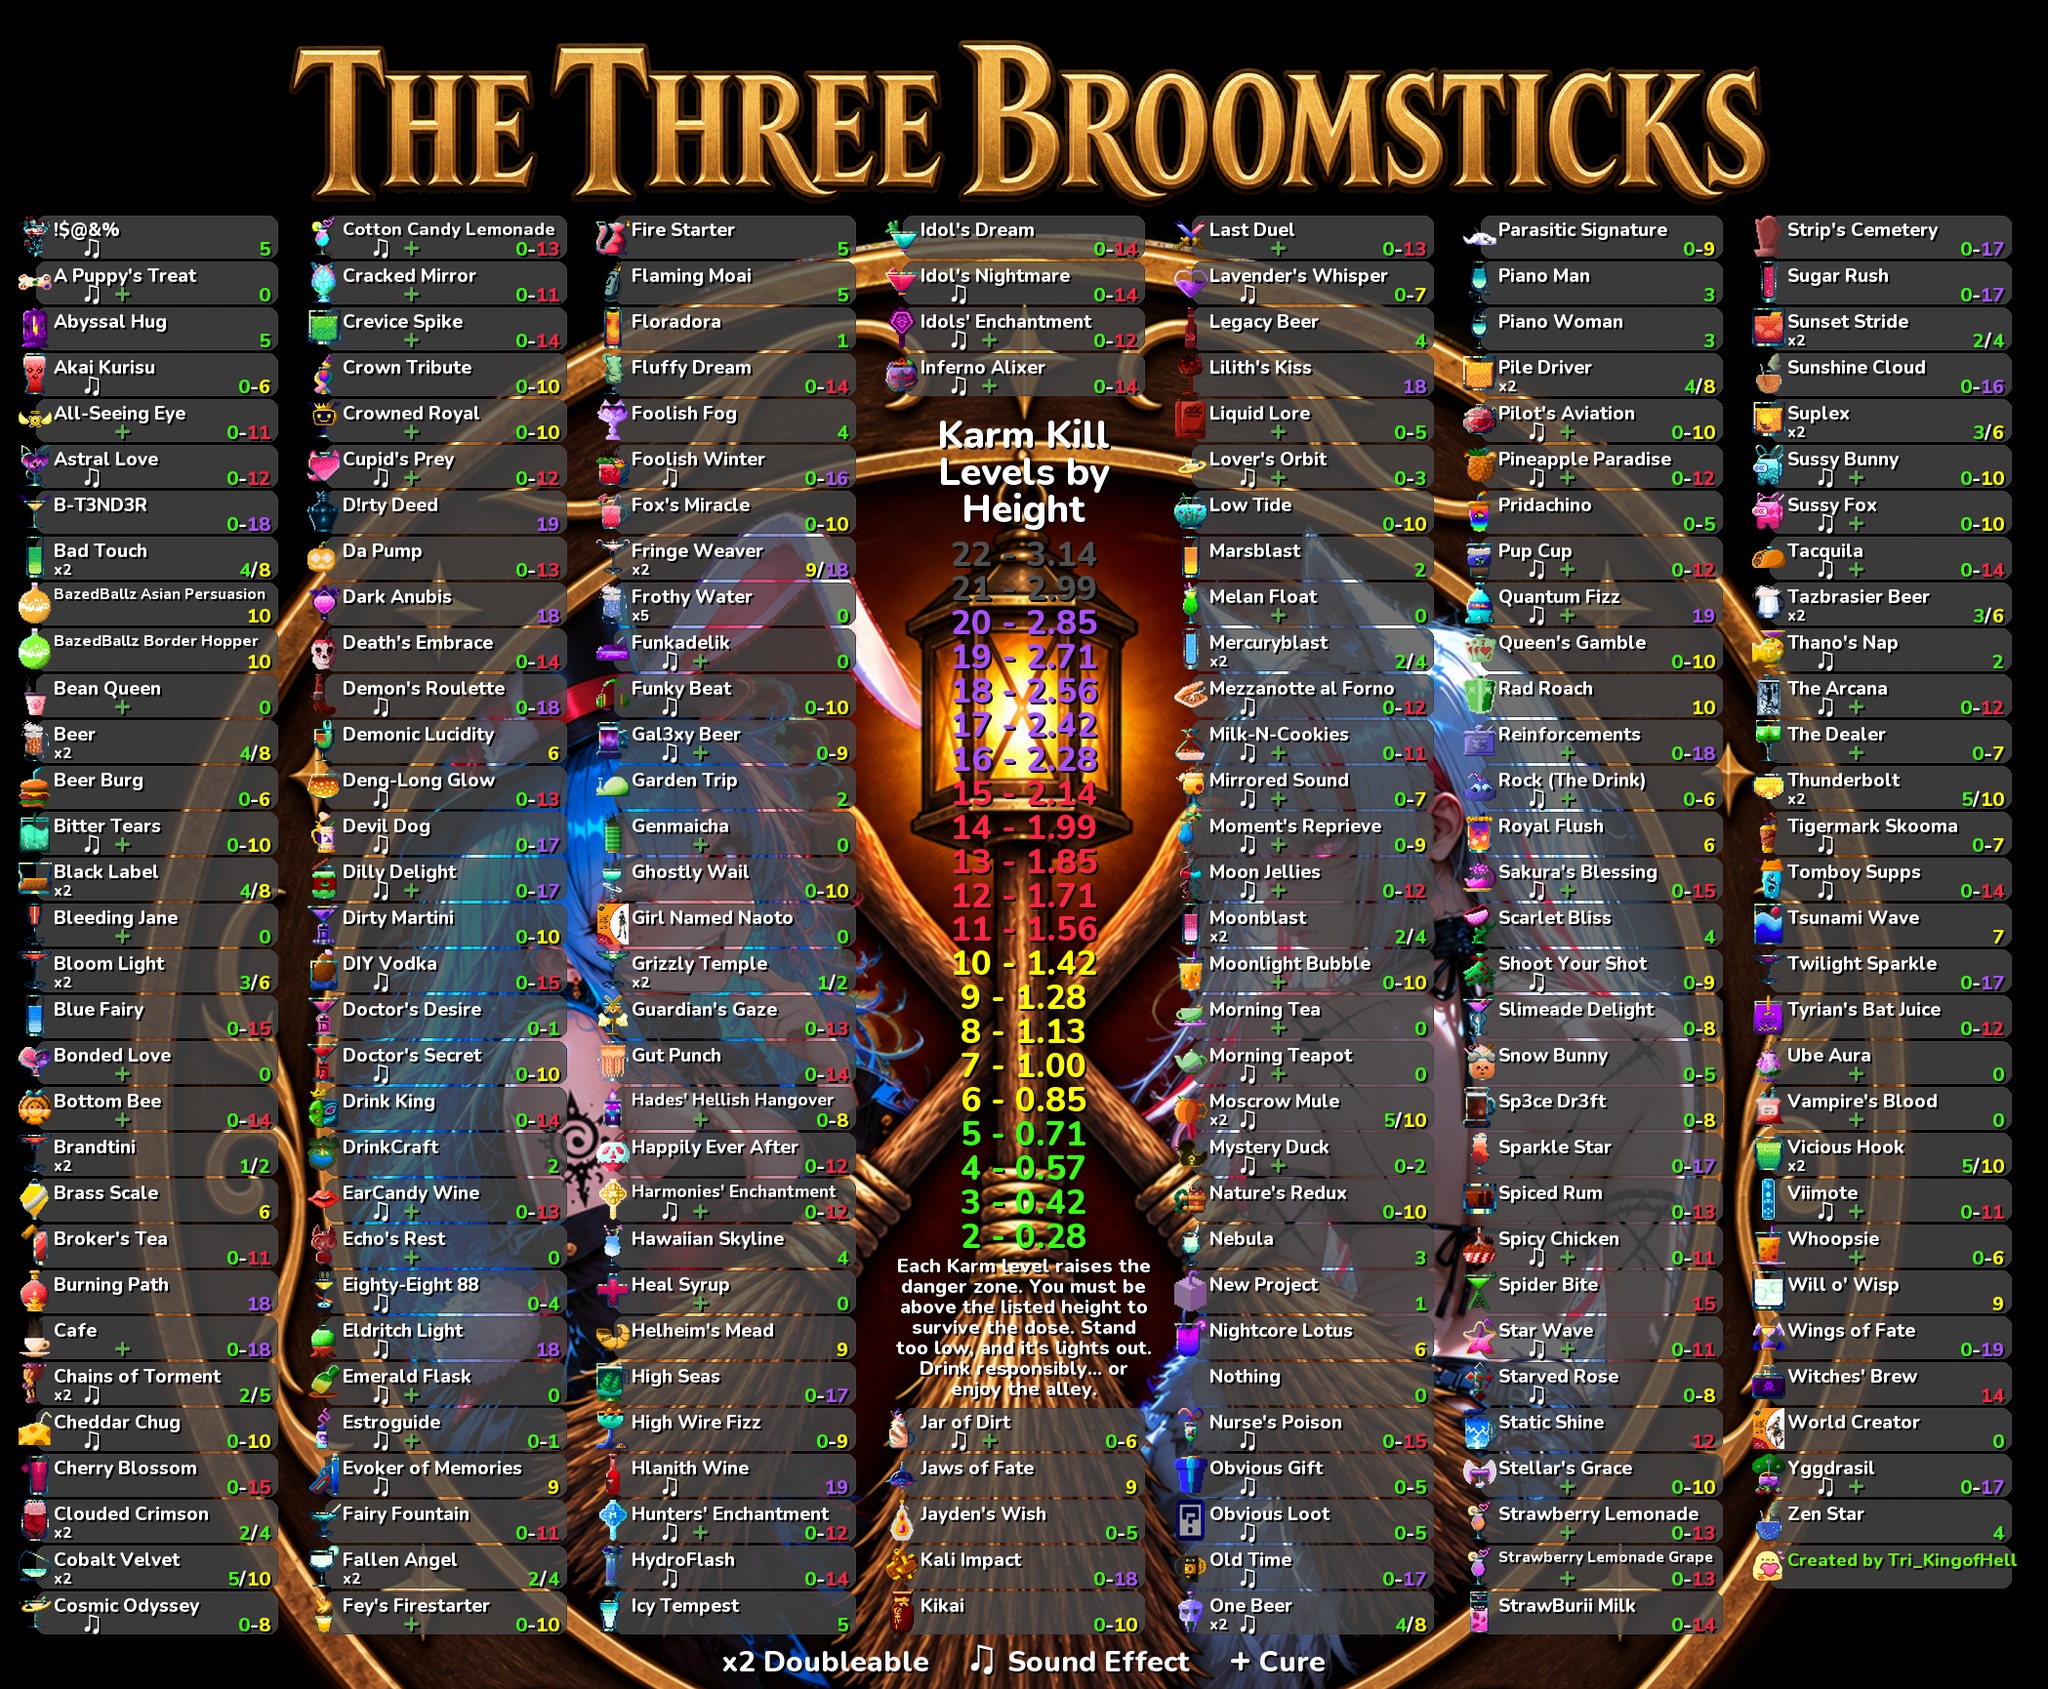 THE THREE BROOMSTICKS
!$@&%
♫ 5
A Puppy's Treat
♫ + 0
Abyssal Hug
5
Akai Kurisu
♫ 0-6
All-Seeing Eye
+ 0-11
Astral Love
♫ 0-12
B-T3ND3R
0-18
Bad Touch
x2 4/8
BazedBallz Asian Persuasion
10
BazedBallz Border Hopper
10
Bean Queen
+ 0
Beer
x2 4/8
Beer Burg
0-6
Bitter Tears
♫ + 0-10
Black Label
x2 4/8
Bleeding Jane
+ 0
Bloom Light
x2 3/6
Blue Fairy
0-15
Bonded Love
+ 0
Bottom Bee
+ 0-14
Brandtini
x2 1/2
Brass Scale
6
Broker's Tea
0-11
Burning Path
18
Cafe
+ 0-18
Chains of Torment
x2 ♫ 2/5
Cheddar Chug
♫ 0-10
Cherry Blossom
0-15
Clouded Crimson
x2 2/4
Cobalt Velvet
x2 5/10
Cosmic Odyssey
♫ 0-8
Cotton Candy Lemonade
♫ + 0-13
Cracked Mirror
+ 0-11
Crevice Spike
+ 0-14
Crown Tribute
0-10
Crowned Royal
+ 0-10
Cupid's Prey
♫ + 0-12
D!rty Deed
19
Da Pump
0-13
Dark Anubis
18
Death's Embrace
0-14
Demon's Roulette
♫ 0-18
Demonic Lucidity
6
Deng-Long Glow
♫ 0-13
Devil Dog
♫ 0-17
Dilly Delight
♫ + 0-17
Dirty Martini
0-10
DIY Vodka
♫ 0-15
Doctor's Desire
0-1
Doctor's Secret
♫ 0-10
Drink King
0-14
DrinkCraft
2
EarCandy Wine
♫ + 0-13
Echo's Rest
+ 0
Eighty-Eight 88
♫ 0-4
Eldritch Light
♫ 18
Emerald Flask
♫ + 0
Estroguide
♫ + 0-1
Evoker of Memories
♫ 9
Fairy Fountain
0-11
Fallen Angel
x2 2/4
Fey's Firestarter
+ 0-10
Fire Starter
5
Flaming Moai
5
Floradora
1
Fluffy Dream
0-14
Foolish Fog
4
Foolish Winter
♫ 0-16
Fox's Miracle
0-10
Fringe Weaver
x2 9/18
Frothy Water
x5 0
Funkadelik
♫ + 0
Funky Beat
♫ 0-10
Gal3xy Beer
♫ + 0-9
Garden Trip
2
Genmaicha
+ 0
Ghostly Wail
0-10
Girl Named Naoto
0
Grizzly Temple
x2 1/2
Guardian's Gaze
0-13
Gut Punch
0-14
Hades' Hellish Hangover
+ 0-8
Happily Ever After
0-12
Harmonies' Enchantment
♫ + 0-12
Hawaiian Skyline
4
Heal Syrup
+ 0
Helheim's Mead
9
High Seas
0-17
High Wire Fizz
0-9
Hlanith Wine
19
Hunters' Enchantment
♫ + 0-12
HydroFlash
♫ 0-14
Icy Tempest
5
Idol's Dream
0-14
Idol's Nightmare
♫ 0-14
Idols' Enchantment
♫ + 0-12
Inferno Alixer
♫ + 0-14
Karm Kill
Levels by
Height
22 - 3.14
21 - 2.99
20 - 2.85
19 - 2.71
18 - 2.56
17 - 2.42
16 - 2.28
15 - 2.14
14 - 1.99
13 - 1.85
12 - 1.71
11 - 1.56
10 - 1.42
9 - 1.28
8 - 1.13
7 - 1.00
6 - 0.85
5 - 0.71
4 - 0.57
3 - 0.42
2 - 0.28
Each Karm level raises the
danger zone. You must be
above the listed height to
survive the dose. Stand
too low, and it's lights out.
Drink responsibly... or
enjoy the alley.
Jar of Dirt
♫ + 0-6
Jaws of Fate
9
Jayden's Wish
0-5
Kali Impact
0-18
Kikai
0-10
Last Duel
+ 0-13
Lavender's Whisper
♫ 0-7
Legacy Beer
4
Lilith's Kiss
18
Liquid Lore
+ 0-5
Lover's Orbit
♫ + 0-3
Low Tide
0-10
Marsblast
2
Melan Float
+ 0
Mercuryblast
x2 2/4
Mezzanotte al Forno
♫ 0-12
Milk-N-Cookies
♫ + 0-11
Mirrored Sound
♫ + 0-7
Moment's Reprieve
♫ + 0-9
Moon Jellies
♫ + 0-12
Moonblast
x2 2/4
Moonlight Bubble
+ 0-10
Morning Tea
+ 0
Morning Teapot
♫ + 0
Moscrow Mule
x2 ♫ 5/10
Mystery Duck
♫ + 0-2
Nature's Redux
0-10
Nebula
3
New Project
1
Nightcore Lotus
6
Nothing
0
Nurse's Poison
♫ 0-15
Obvious Gift
♫ 0-5
Obvious Loot
♫ 0-5
Old Time
♫ 0-17
One Beer
x2 ♫ 4/8
Parasitic Signature
0-9
Piano Man
3
Piano Woman
3
Pile Driver
x2 4/8
Pilot's Aviation
♫ + 0-10
Pineapple Paradise
♫ + 0-12
Pridachino
0-5
Pup Cup
♫ + 0-12
Quantum Fizz
♫ + 19
Queen's Gamble
0-10
Rad Roach
10
Reinforcements
+ 0-18
Rock (The Drink)
♫ + 0-6
Royal Flush
6
Sakura's Blessing
♫ + 0-15
Scarlet Bliss
4
Shoot Your Shot
♫ 0-9
Slimeade Delight
0-8
Snow Bunny
0-5
Sp3ce Dr3ft
0-8
Sparkle Star
0-17
Spiced Rum
0-13
Spicy Chicken
♫ + 0-11
Spider Bite
15
Star Wave
♫ + 0-11
Starved Rose
♫ 0-8
Static Shine
12
Stellar's Grace
+ 0-10
Strawberry Lemonade
+ 0-13
Strawberry Lemonade Grape
+ 0-13
StrawBurii Milk
0-14
Strip's Cemetery
0-17
Sugar Rush
0-17
Sunset Stride
x2 2/4
Sunshine Cloud
0-16
Suplex
x2 3/6
Sussy Bunny
♫ + 0-10
Sussy Fox
♫ + 0-10
Tacquila
♫ + 0-14
Tazbrasier Beer
x2 3/6
Thano's Nap
♫ 2
The Arcana
♫ + 0-12
The Dealer
+ 0-7
Thunderbolt
x2 5/10
Tigermark Skooma
♫ 0-7
Tomboy Supps
♫ 0-14
Tsunami Wave
7
Twilight Sparkle
0-17
Tyrian's Bat Juice
0-12
Ube Aura
+ 0
Vampire's Blood
+ 0
Vicious Hook
x2 5/10
Viimote
♫ + 0-11
Whoopsie
+ 0-6
Will o' Wisp
9
Wings of Fate
0-19
Witches' Brew
14
World Creator
0
Yggdrasil
♫ + 0-17
Zen Star
4
Created by Tri_KingofHell
x2 Doubleable ♫ Sound Effect + Cure